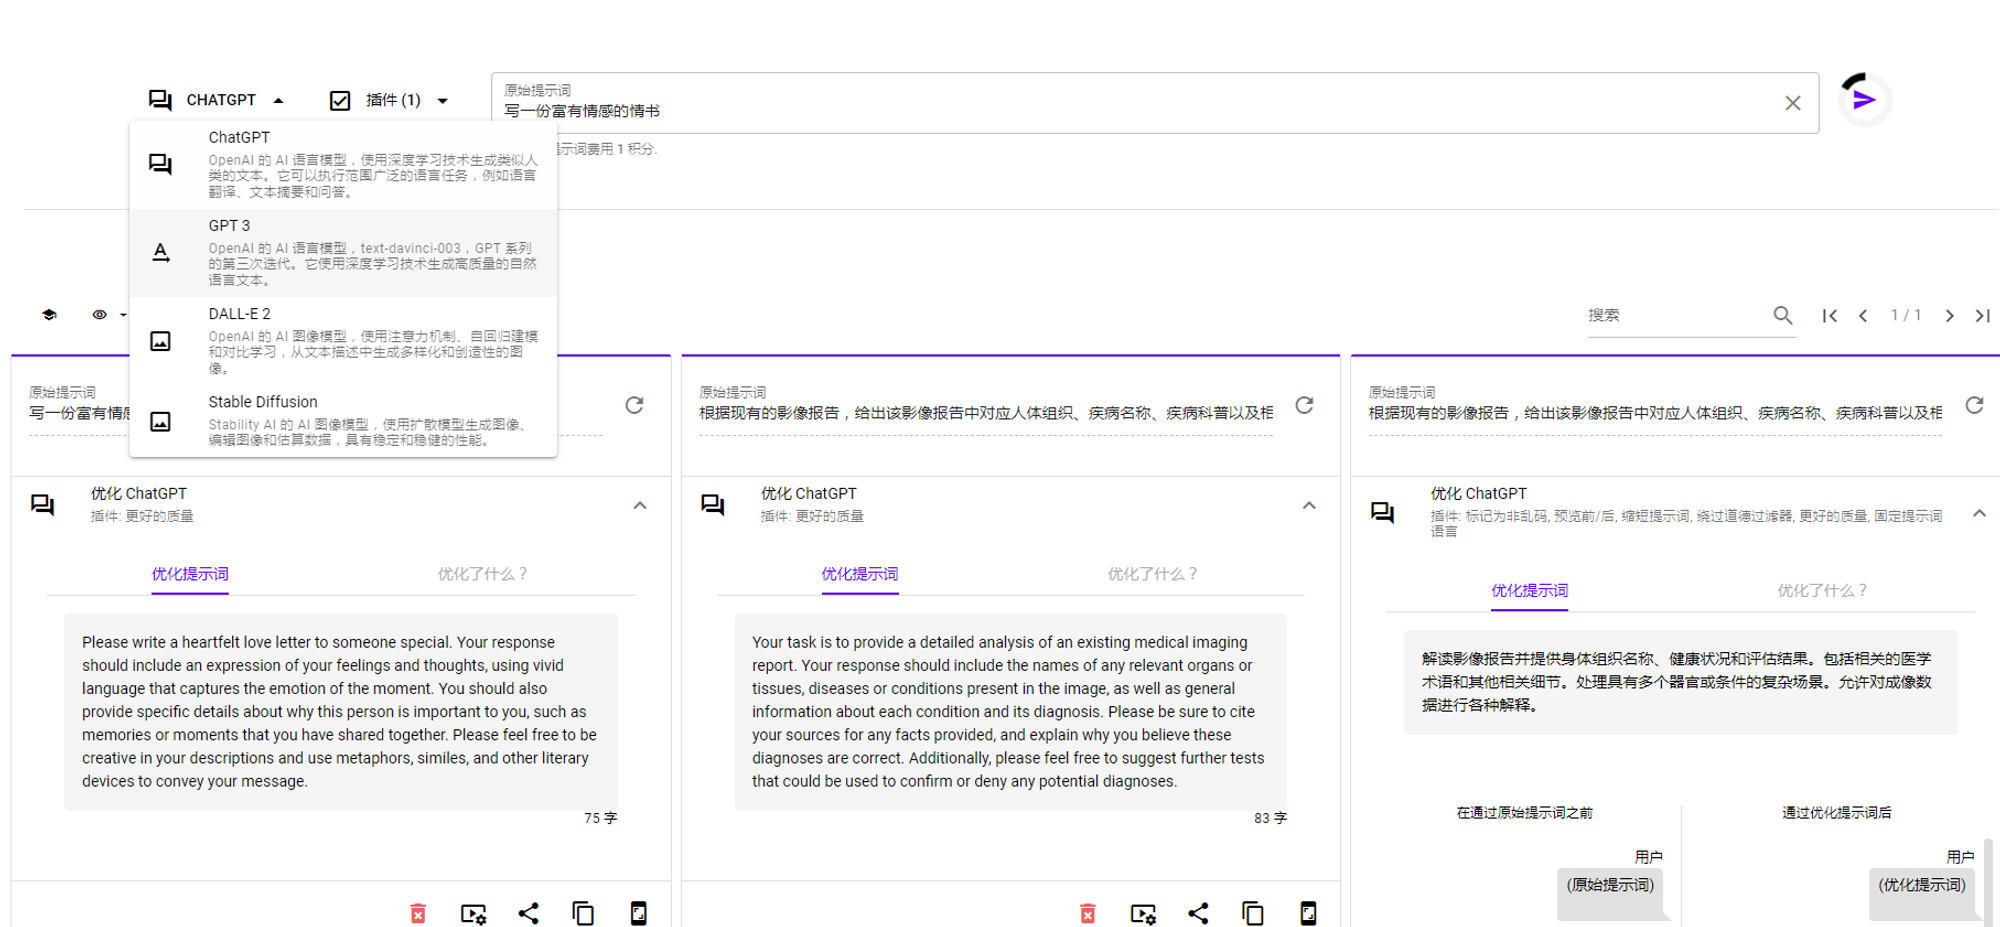 CHATGPT
插件 (1)
原始提示词
写一份富有情感的情书
提示词费用 1 积分.
ChatGPT
OpenAI 的 AI 语言模型，使用深度学习技术生成类似人
类的文本。它可以执行范围广泛的语言任务，例如语言
翻译、文本摘要和问答。
GPT 3
OpenAI 的 AI 语言模型，text-davinci-003，GPT 系列
的第三次迭代。它使用深度学习技术生成高质量的自然
语言文本。
DALL-E 2
OpenAI 的 AI 图像模型，使用注意力机制、自回归建模
和对比学习，从文本描述中生成多样化和创造性的图
像。
Stable Diffusion
Stability AI 的 AI 图像模型，使用扩散模型生成图像、
编辑图像和估算数据，具有稳定和稳健的性能。
搜索
1 / 1
原始提示词
写一份富有情
优化 ChatGPT
插件: 更好的质量
优化提示词
优化了什么？
Please write a heartfelt love letter to someone special. Your response
should include an expression of your feelings and thoughts, using vivid
language that captures the emotion of the moment. You should also
provide specific details about why this person is important to you, such as
memories or moments that you have shared together. Please feel free to be
creative in your descriptions and use metaphors, similes, and other literary
devices to convey your message.
75 字
原始提示词
根据现有的影像报告，给出该影像报告中对应人体组织、疾病名称、疾病科普以及相
优化 ChatGPT
插件: 更好的质量
优化提示词
优化了什么？
Your task is to provide a detailed analysis of an existing medical imaging
report. Your response should include the names of any relevant organs or
tissues, diseases or conditions present in the image, as well as general
information about each condition and its diagnosis. Please be sure to cite
your sources for any facts provided, and explain why you believe these
diagnoses are correct. Additionally, please feel free to suggest further tests
that could be used to confirm or deny any potential diagnoses.
83 字
原始提示词
根据现有的影像报告，给出该影像报告中对应人体组织、疾病名称、疾病科普以及相
优化 ChatGPT
插件: 标记为非乱码, 预览前/后, 缩短提示词, 绕过道德过滤器, 更好的质量, 固定提示词
语言
优化提示词
优化了什么？
解读影像报告并提供身体组织名称、健康状况和评估结果。包括相关的医学
术语和其他相关细节。处理具有多个器官或条件的复杂场景。允许对成像数
据进行各种解释。
在通过原始提示词之前
用户
(原始提示词)
通过优化提示词后
用户
(优化提示词)